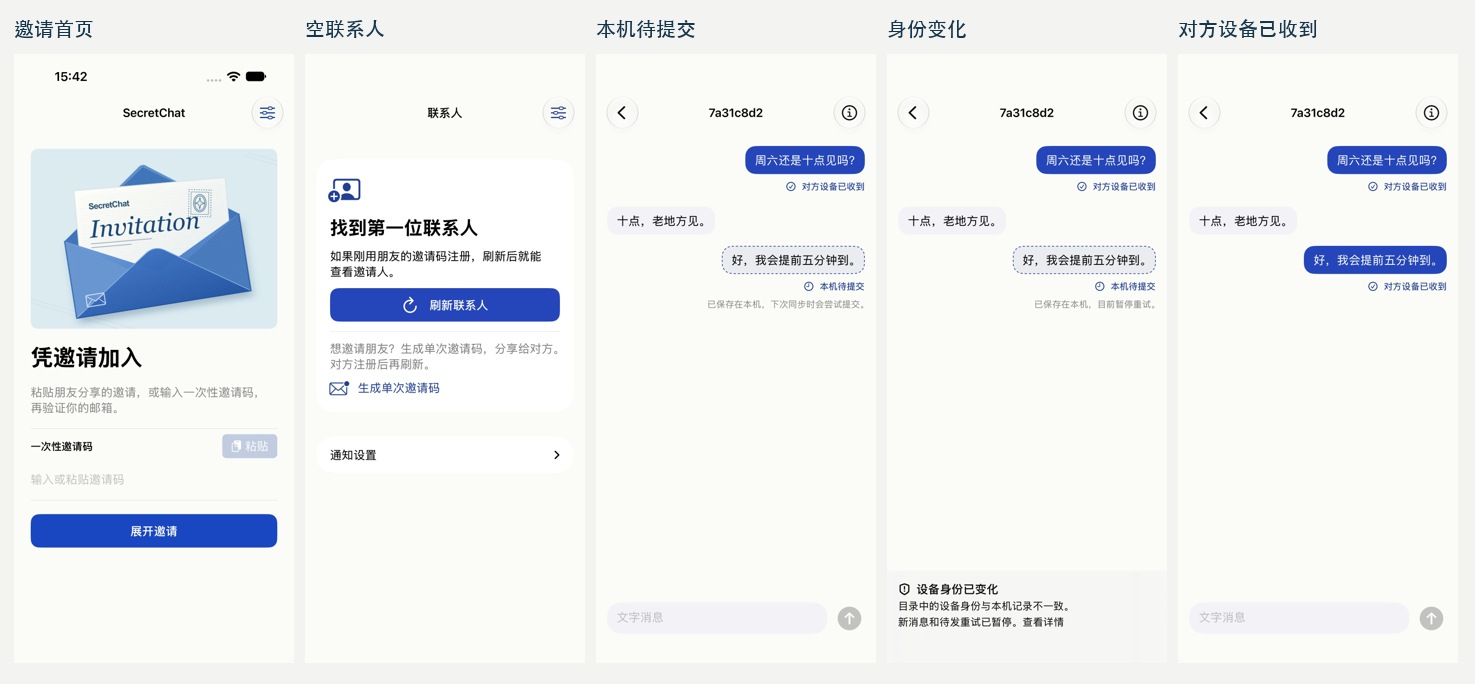 邀请首页
15:42
SecretChat
SecretChat
Invitation
凭邀请加入
粘贴朋友分享的邀请，或输入一次性邀请码，
再验证你的邮箱。
一次性邀请码
粘贴
输入或粘贴邀请码
展开邀请
空联系人
联系人
找到第一位联系人
如果刚用朋友的邀请码注册，刷新后就能
查看邀请人。
刷新联系人
想邀请朋友？生成单次邀请码，分享给对方。
对方注册后再刷新。
生成单次邀请码
通知设置
本机待提交
7a31c8d2
周六还是十点见吗？
对方设备已收到
十点，老地方见。
好，我会提前五分钟到。
本机待提交
已保存在本机，下次同步时会尝试提交。
文字消息
身份变化
7a31c8d2
周六还是十点见吗？
对方设备已收到
十点，老地方见。
好，我会提前五分钟到。
本机待提交
已保存在本机，目前暂停重试。
设备身份已变化
目录中的设备身份与本机记录不一致。
新消息和待发重试已暂停。查看详情
对方设备已收到
7a31c8d2
周六还是十点见吗？
对方设备已收到
十点，老地方见。
好，我会提前五分钟到。
对方设备已收到
文字消息